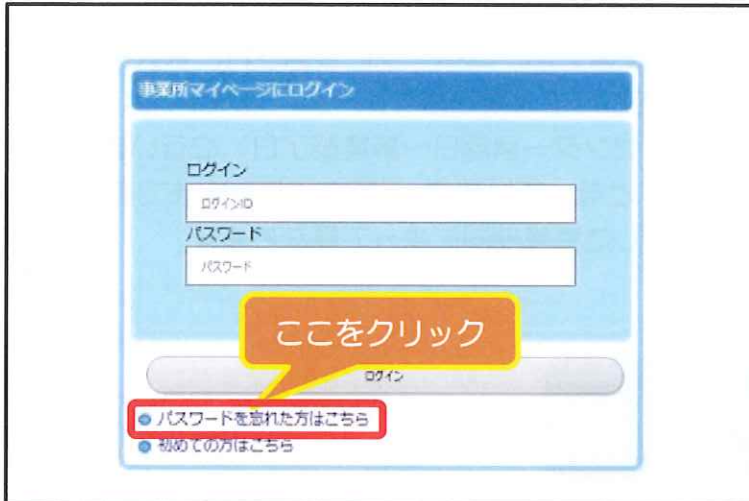 事業所マイページにログイン
ログイン
ログインID
パスワード
パスワード
ここをクリック
ログイン
パスワードを忘れた方はこちら
初めての方はこちら